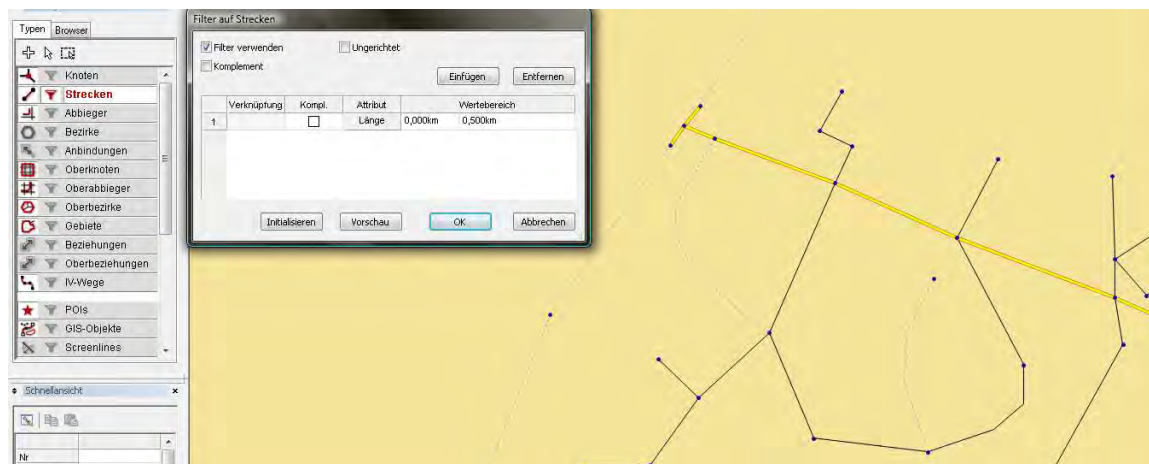 Filter auf Strecken
Typen Browser
Filter verwenden Ungerichtet
Komplement
Einfügen Entfernen
Verknüpfung Kompl. Attribut Wertebereich
1 Länge 0,000km 0,500km
Initialisieren Vorschau OK Abbrechen
Knoten
Strecken
Abbieger
Bezirke
Anbindungen
Oberknoten
Oberabbieger
Oberbezirke
Gebiete
Beziehungen
Oberbeziehungen
IV-Wege
POIs
GIS-Objekte
Screenlines
Schnellansicht x
Nr